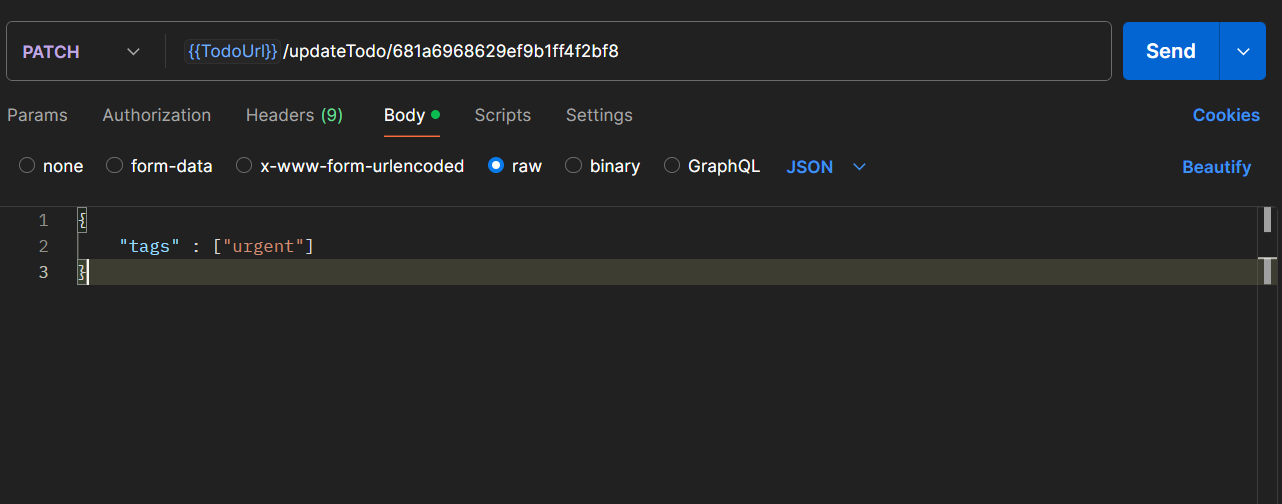 PATCH {{TodoUrl}} /updateTodo/681a6968629ef9b1ff4f2bf8 Send
Params Authorization Headers (9) Body Scripts Settings Cookies
none form-data x-www-form-urlencoded raw binary GraphQL JSON Beautify
1 {
2 "tags" : ["urgent"]
3 }